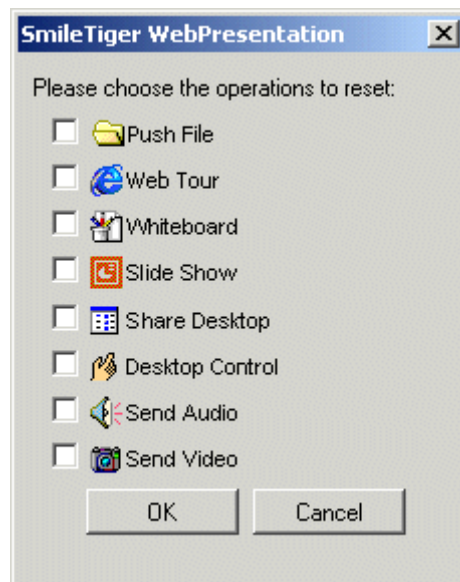 SmileTiger WebPresentation
Please choose the operations to reset:
Push File
Web Tour
Whiteboard
Slide Show
Share Desktop
Desktop Control
Send Audio
Send Video
OK Cancel